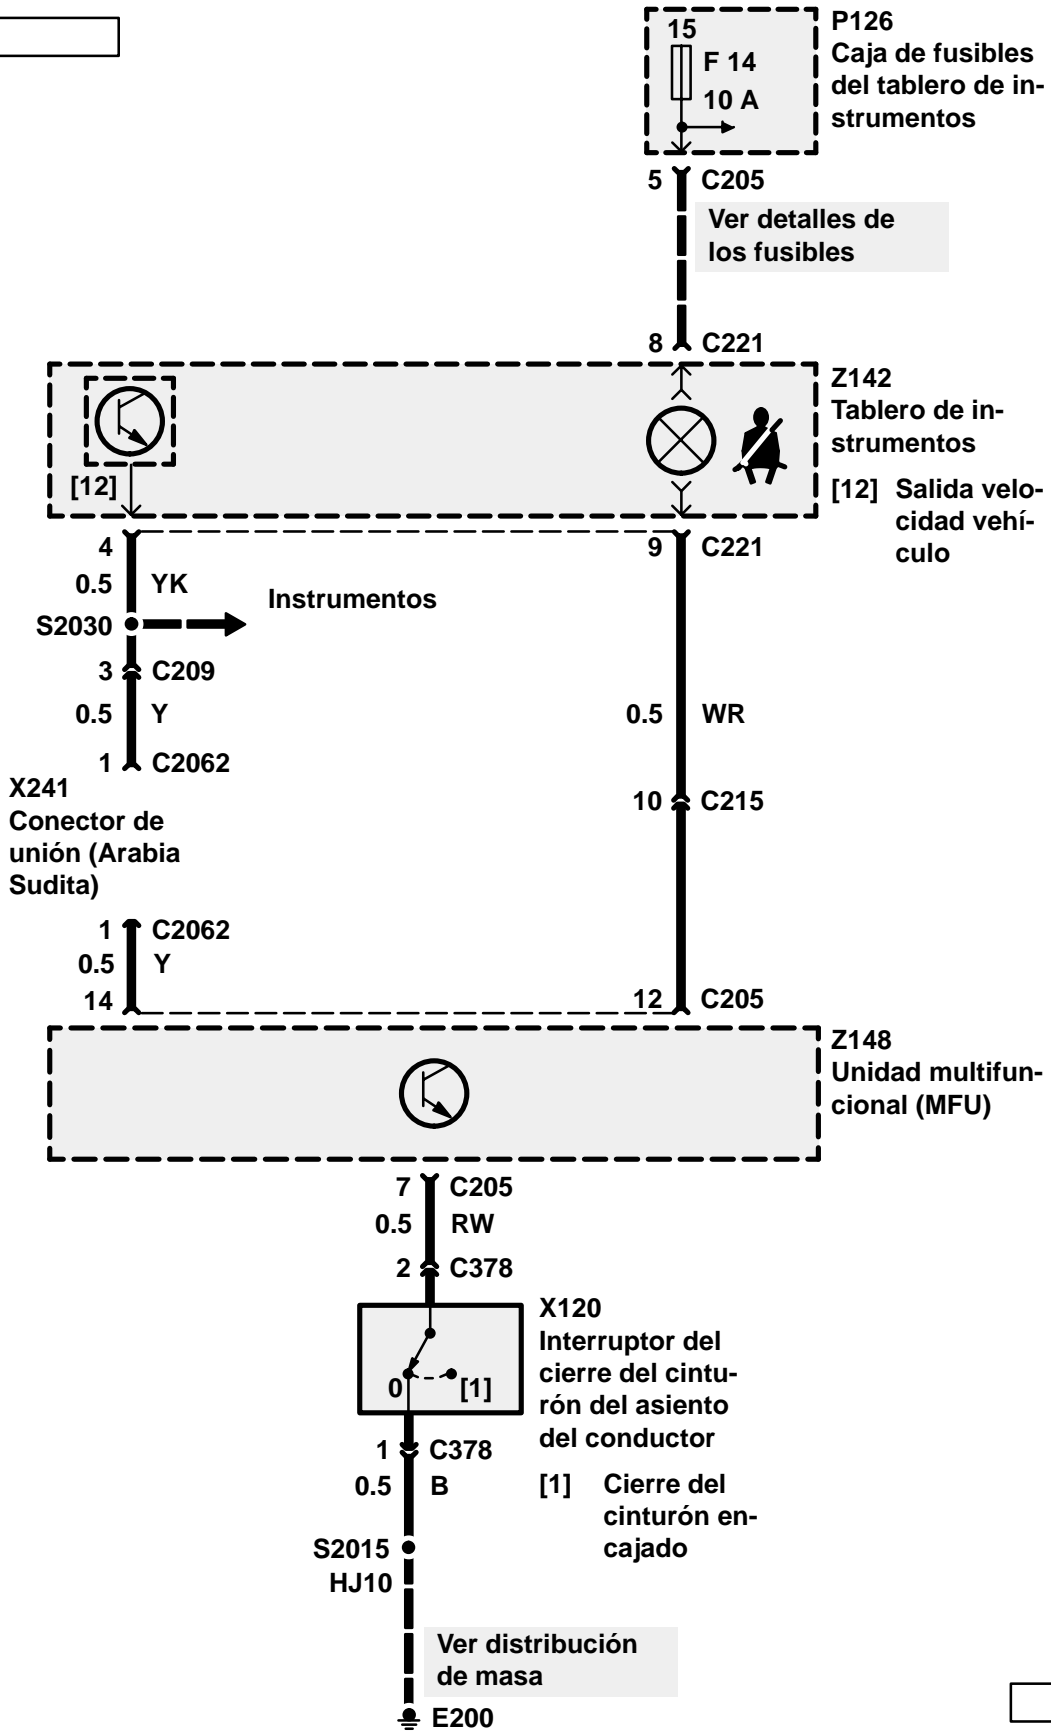 15
F 14
10 A
P126
Caja de fusibles
del tablero de in-
strumentos
5 C205
Ver detalles de
los fusibles
8 C221
Z142
Tablero de in-
strumentos
[12] Salida velo-
cidad vehí-
culo
[12]
4
9 C221
0.5 YK
Instrumentos
S2030
3 C209
0.5 Y
0.5 WR
1 C2062
X241
Conector de
unión (Arabia
Sudita)
10 C215
1 C2062
0.5 Y
14
12 C205
Z148
Unidad multifun-
cional (MFU)
7 C205
0.5 RW
2 C378
X120
Interruptor del
cierre del cintu-
rón del asiento
del conductor
0 [1]
1 C378
0.5 B
[1] Cierre del
cinturón en-
cajado
S2015
HJ10
Ver distribución
de masa
E200